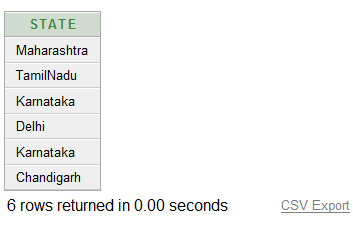 STATE
Maharashtra
TamilNadu
Karnataka
Delhi
Karnataka
Chandigarh
6 rows returned in 0.00 seconds CSV Export